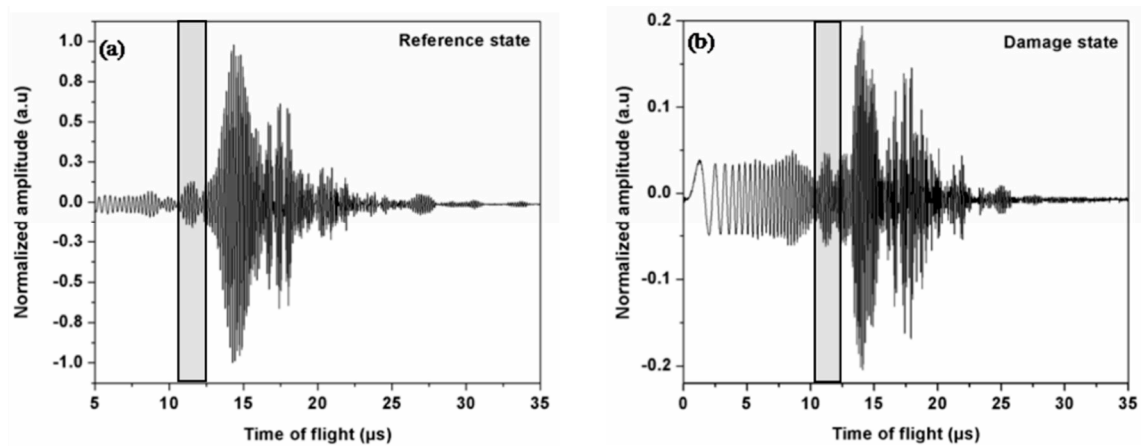 (a)
Reference state
Normalized amplitude (a.u)
1.0
0.8
0.5
0.3
0.0
-0.3
-0.5
-0.8
-1.0
5 10 15 20 25 30 35
Time of flight (µs)
(b)
Damage state
Normalized amplitude (a.u)
0.2
0.1
0.0
-0.1
-0.2
0 5 10 15 20 25 30 35
Time of flight (µs)